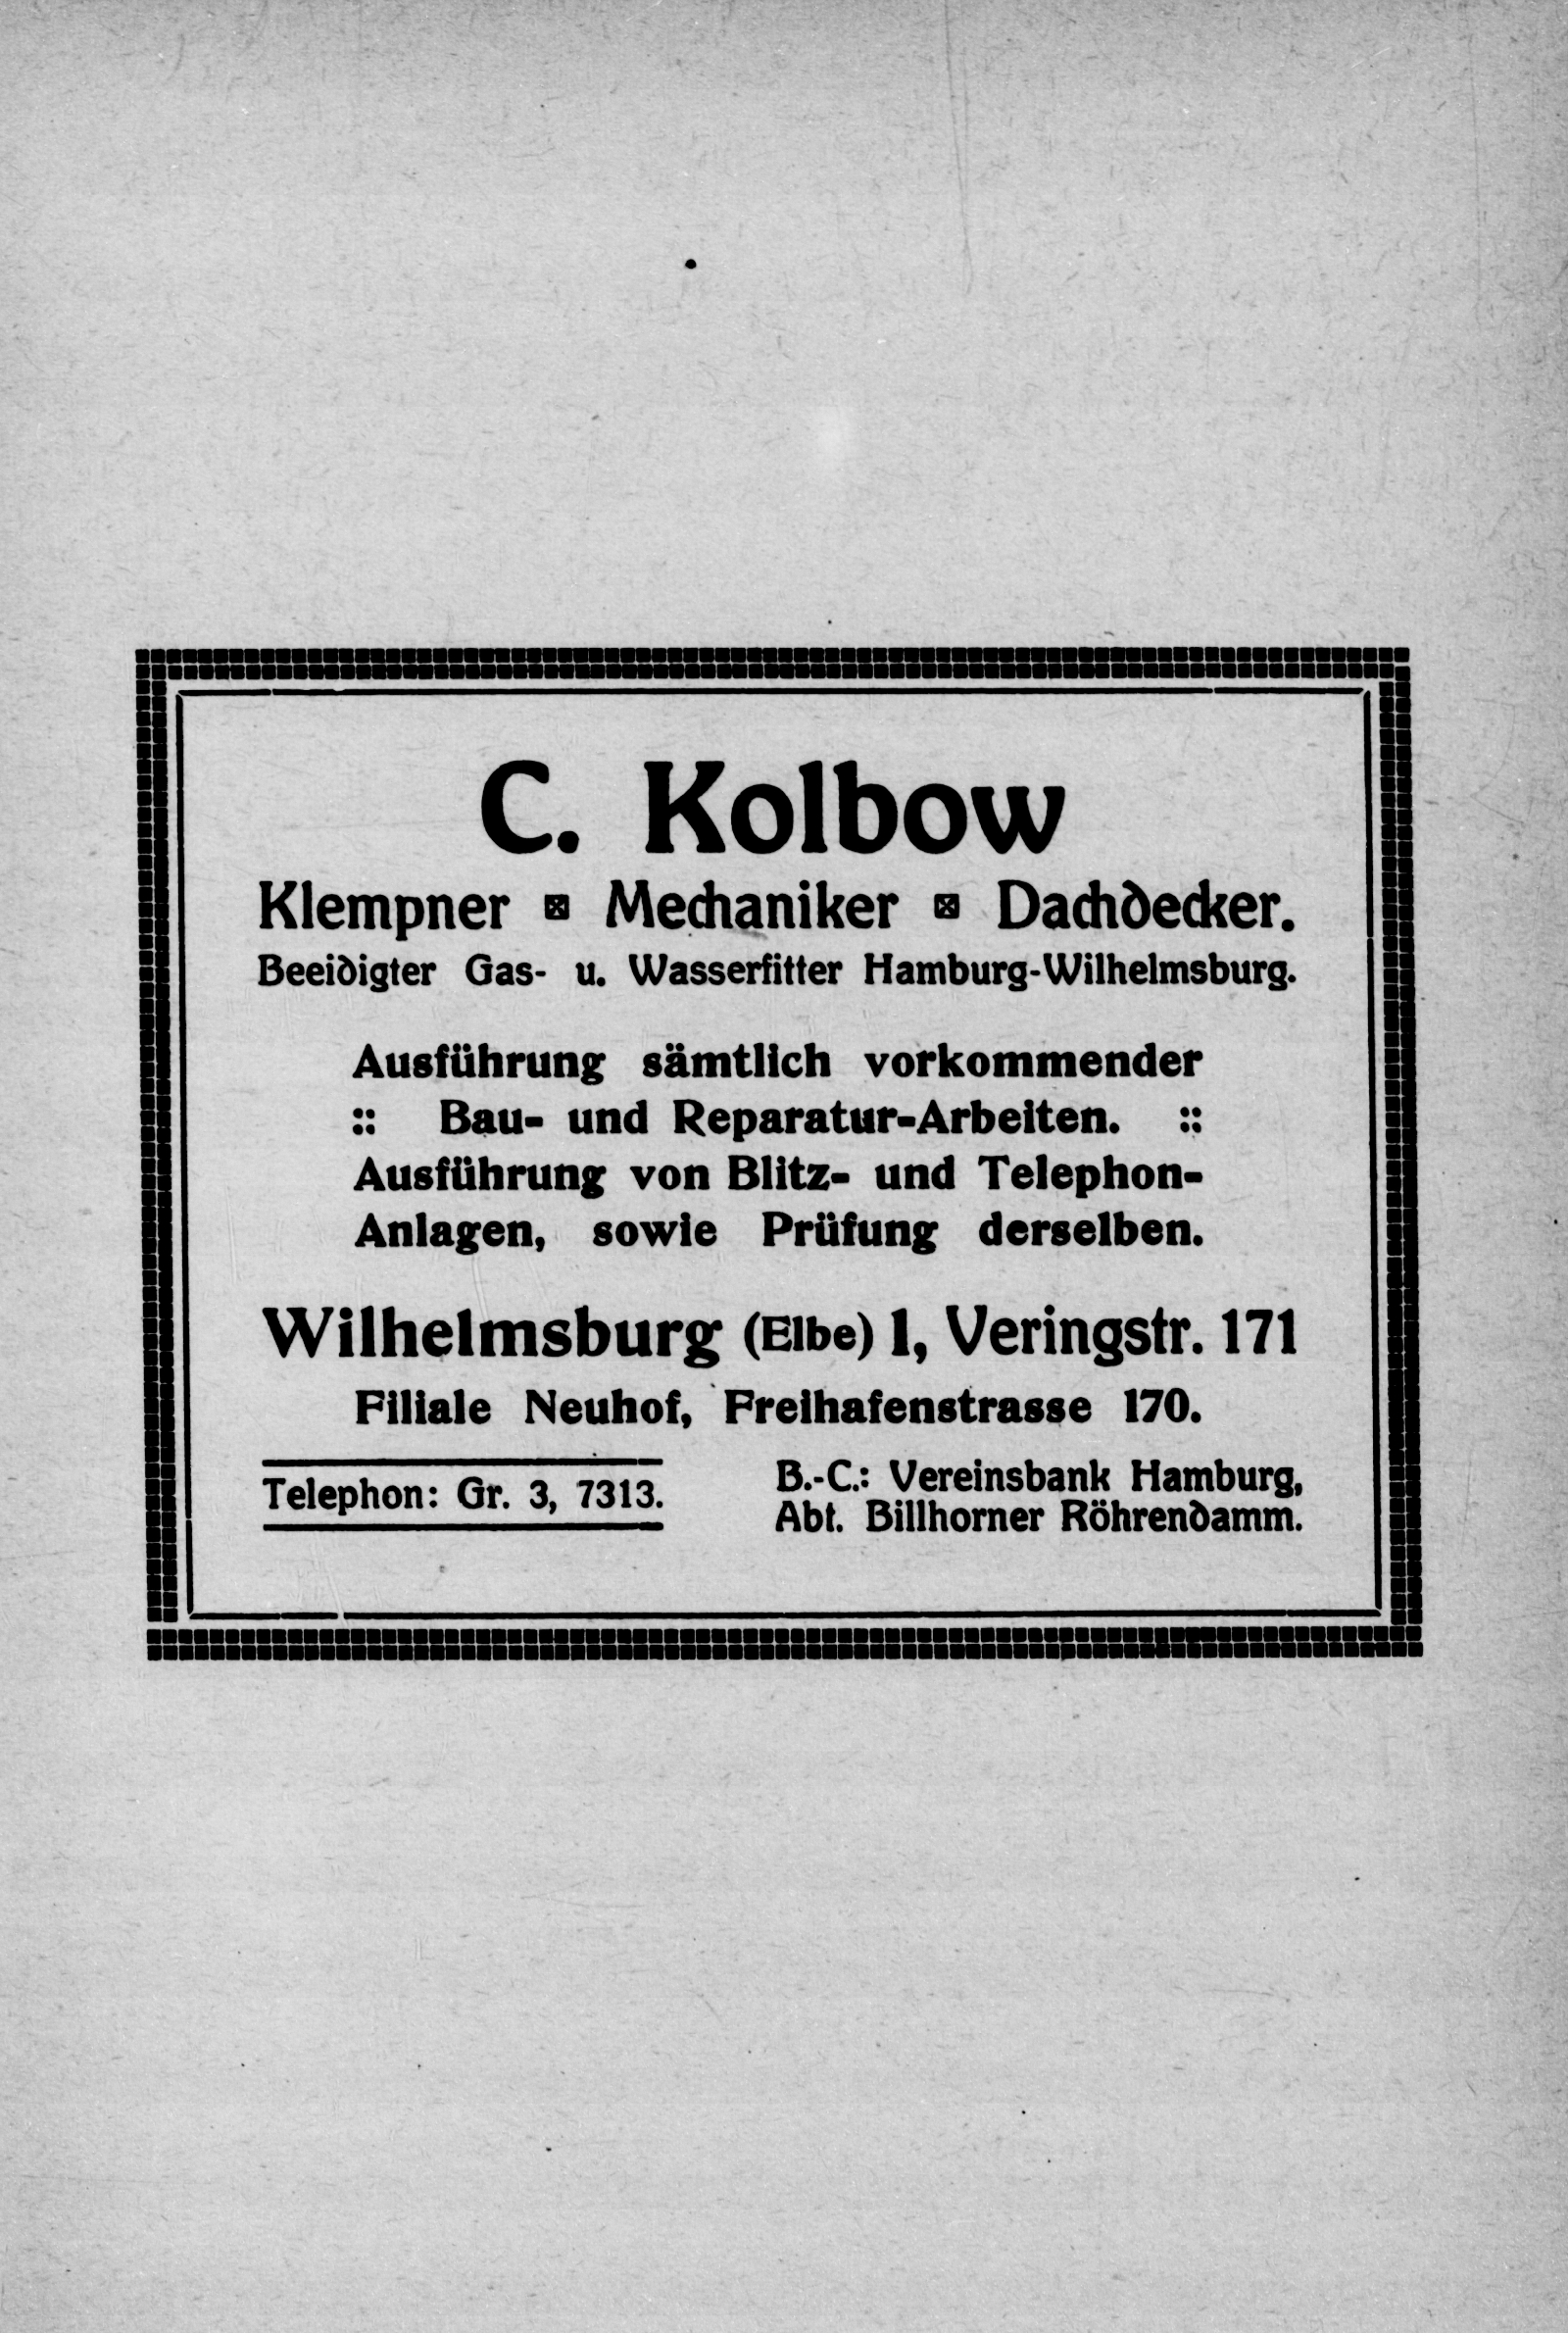 C. Kolbow
Klempner ⊠ Mechaniker ⊠ Dachdecker.
Beeidigter Gas- u. Wasserfitter Hamburg-Wilhelmsburg.
Ausführung sämtlich vorkommender
:: Bau- und Reparatur-Arbeiten. ::
Ausführung von Blitz- und Telephon-
Anlagen, sowie Prüfung derselben.
Wilhelmsburg (Elbe) 1, Veringstr. 171
Filiale Neuhof, Freihafenstrasse 170.
Telephon: Gr. 3, 7313.
B.-C.: Vereinsbank Hamburg,
Abt. Billhorner Röhrendamm.